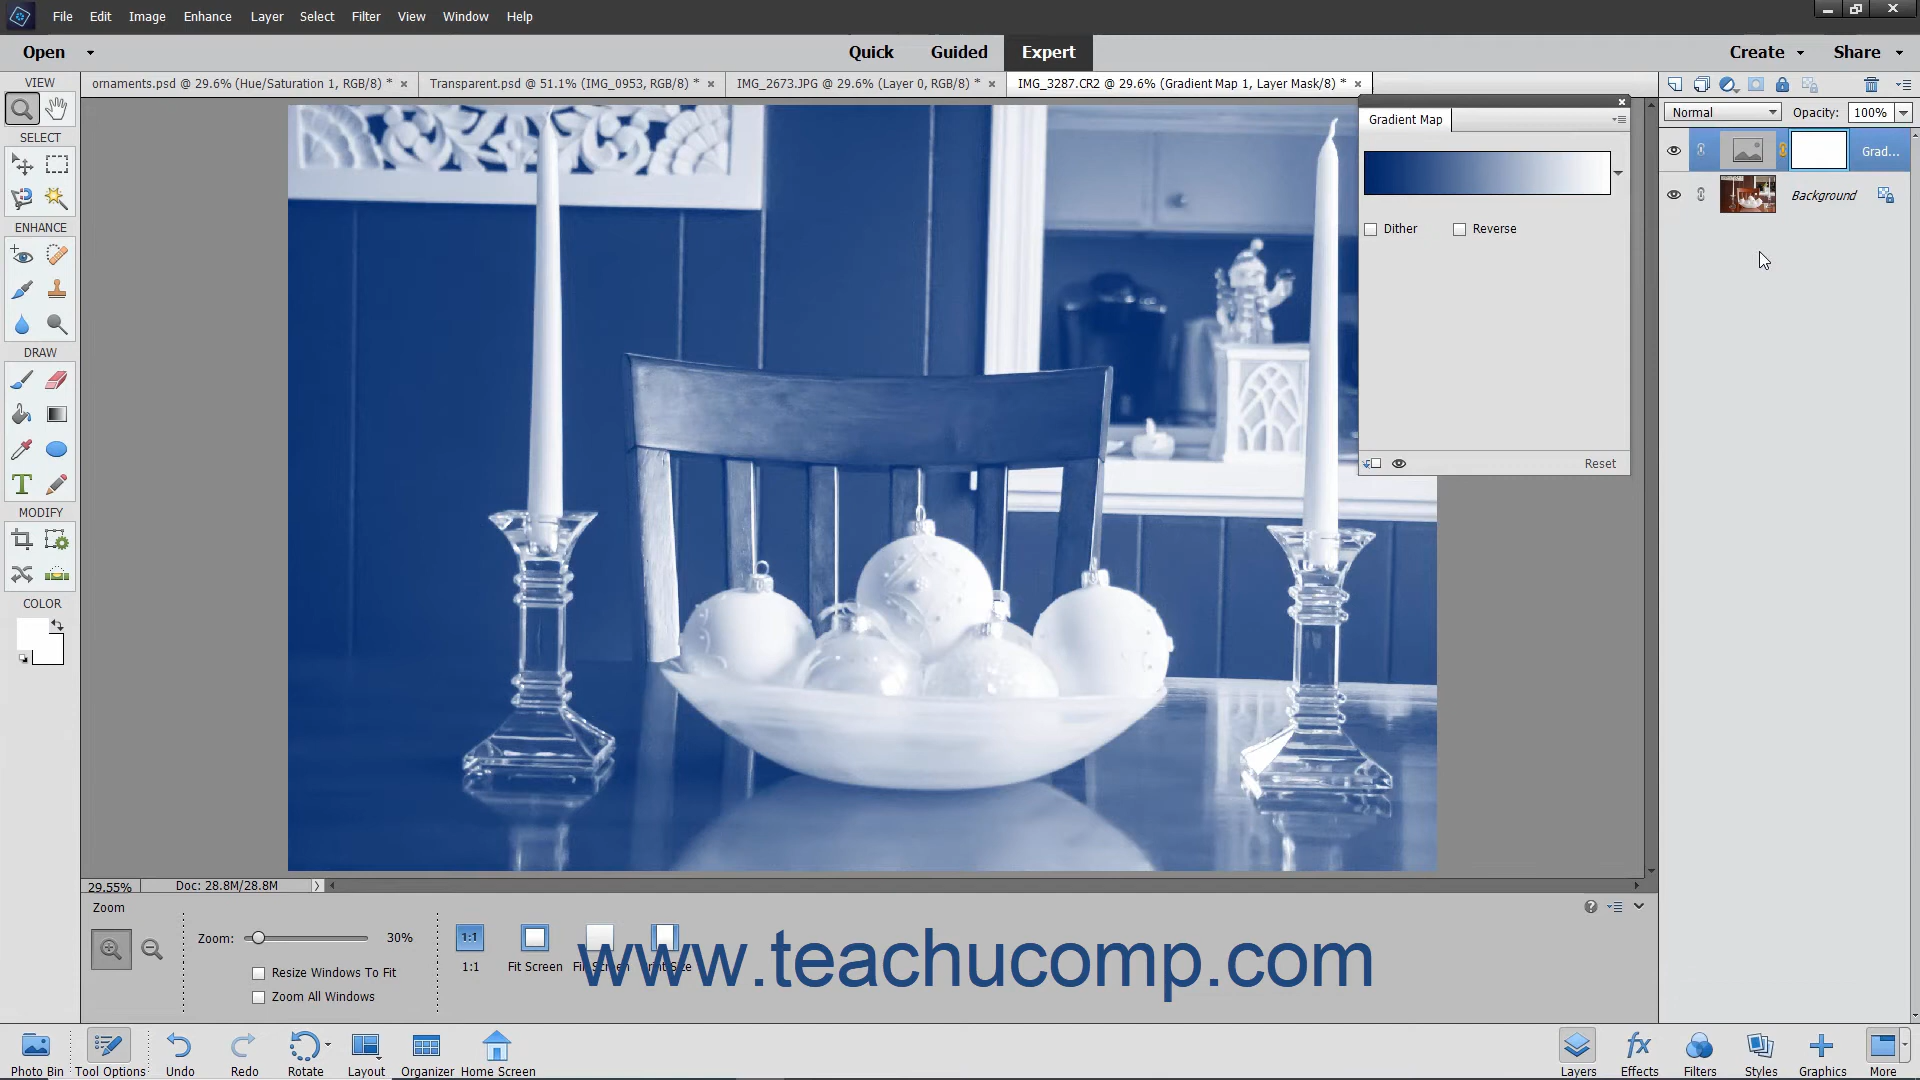 File Edit Image Enhance Layer Select Filter View Window Help
Open Quick Guided Expert Create Share
VIEW
ornaments.psd @ 29.6% (Hue/Saturation 1, RGB/8) *
Transparent.psd @ 51.1% (IMG_0953, RGB/8) *
IMG_2673.JPG @ 29.6% (Layer 0, RGB/8) *
IMG_3287.CR2 @ 29.6% (Gradient Map 1, Layer Mask/8) *
Normal Opacity: 100%
Gradient Map
Grad...
Background
Dither Reverse
Reset
SELECT
ENHANCE
DRAW
T
MODIFY
COLOR
29.55% Doc: 28.8M/28.8M
Zoom
Zoom: 30%
Resize Windows To Fit
Zoom All Windows
1:1
1:1 Fit Screen
www.teachucomp.com
Photo Bin Tool Options Undo Redo Rotate Layout Organizer Home Screen
fx
Layers Effects Filters Styles Graphics More